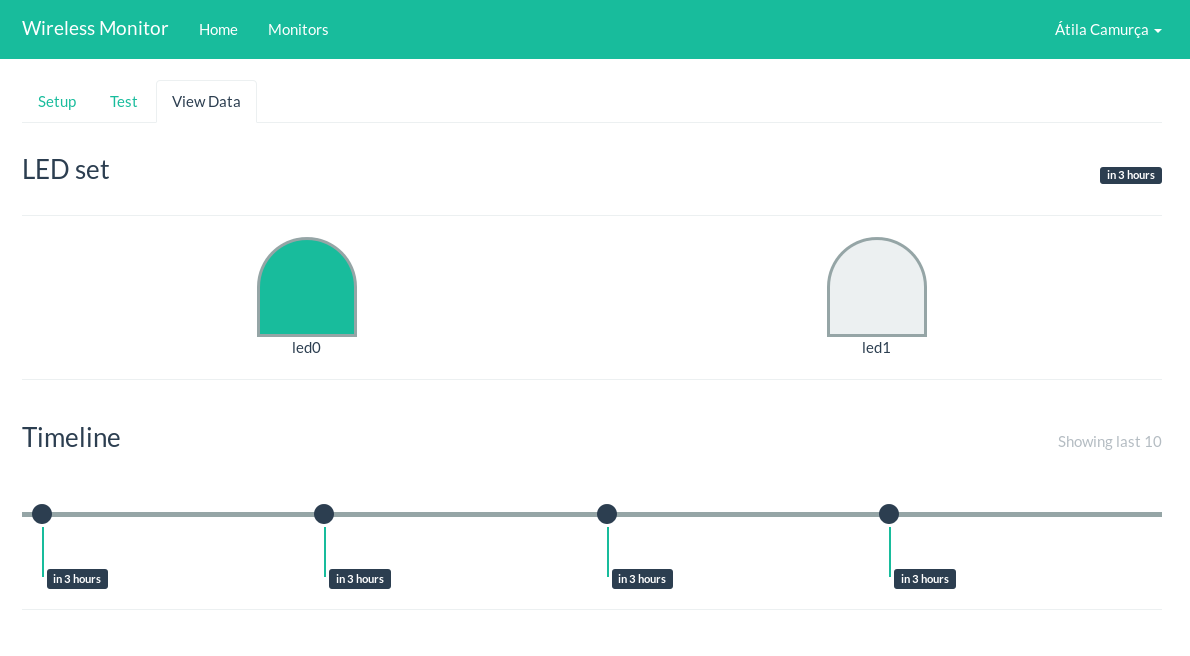 Wireless Monitor Home Monitors Átila Camurça
Setup Test View Data
LED set in 3 hours
led0 led1
Timeline Showing last 10
in 3 hours in 3 hours in 3 hours in 3 hours